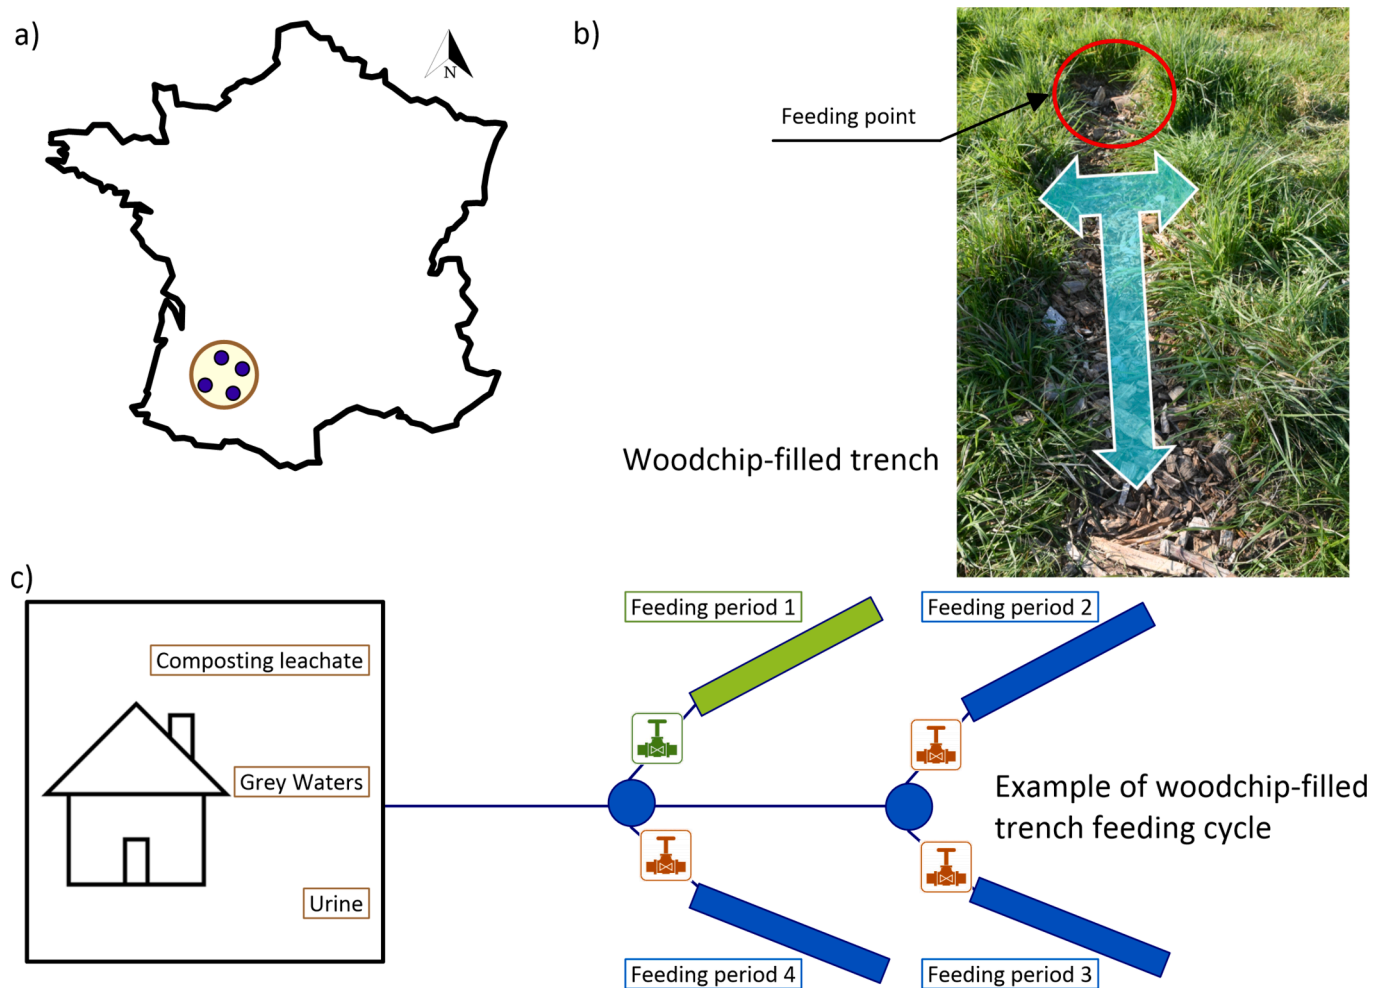 a)
N
b)
Feeding point
Woodchip-filled trench
c)
Composting leachate
Grey Waters
Urine
Feeding period 1
Feeding period 2
Example of woodchip-filled
trench feeding cycle
Feeding period 4
Feeding period 3